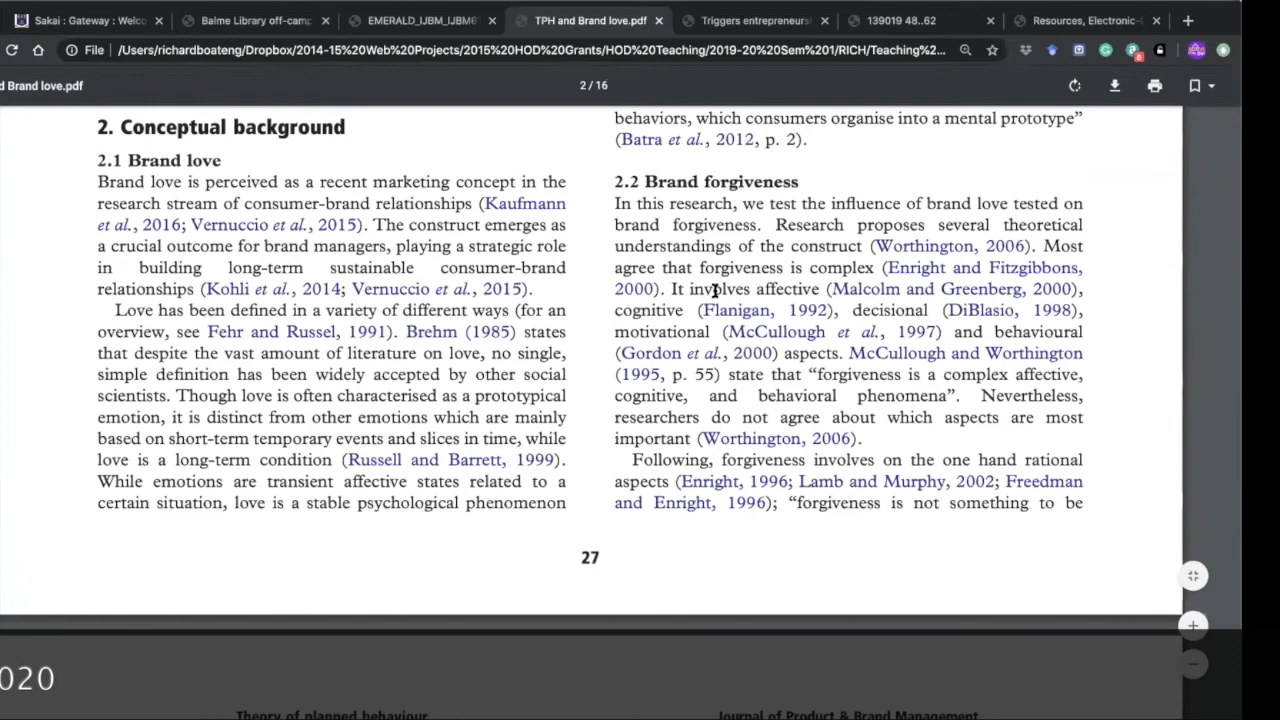 Sakai : Gateway : Welco
Balme Library off-cam
EMERALD_IJBM_IJBM6
TPH and Brand love.pdf
Triggers entrepreneurs
139019 48..62
Resources, Electronic-
File
/Users/richardboateng/Dropbox/2014-15%20Web%20Projects/2015%20HOD%20Grants/HOD%20Teaching/2019-20%20Sem%201/RICH/Teaching%2...
8
d Brand love.pdf
2 / 16
2. Conceptual background
2.1 Brand love
Brand love is perceived as a recent marketing concept in the
research stream of consumer-brand relationships (Kaufmann
et al., 2016; Vernuccio et al., 2015). The construct emerges as
a crucial outcome for brand managers, playing a strategic role
in building long-term sustainable consumer-brand
relationships (Kohli et al., 2014; Vernuccio et al., 2015).
Love has been defined in a variety of different ways (for an
overview, see Fehr and Russel, 1991). Brehm (1985) states
that despite the vast amount of literature on love, no single,
simple definition has been widely accepted by other social
scientists. Though love is often characterised as a prototypical
emotion, it is distinct from other emotions which are mainly
based on short-term temporary events and slices in time, while
love is a long-term condition (Russell and Barrett, 1999).
While emotions are transient affective states related to a
certain situation, love is a stable psychological phenomenon
behaviors, which consumers organise into a mental prototype”
(Batra et al., 2012, p. 2).
2.2 Brand forgiveness
In this research, we test the influence of brand love tested on
brand forgiveness. Research proposes several theoretical
understandings of the construct (Worthington, 2006). Most
agree that forgiveness is complex (Enright and Fitzgibbons,
2000). It involves affective (Malcolm and Greenberg, 2000),
cognitive (Flanigan, 1992), decisional (DiBlasio, 1998),
motivational (McCullough et al., 1997) and behavioural
(Gordon et al., 2000) aspects. McCullough and Worthington
(1995, p. 55) state that “forgiveness is a complex affective,
cognitive, and behavioral phenomena”. Nevertheless,
researchers do not agree about which aspects are most
important (Worthington, 2006).
Following, forgiveness involves on the one hand rational
aspects (Enright, 1996; Lamb and Murphy, 2002; Freedman
and Enright, 1996); “forgiveness is not something to be
27
020
Theory of planned behaviour
Journal of Product & Brand Management